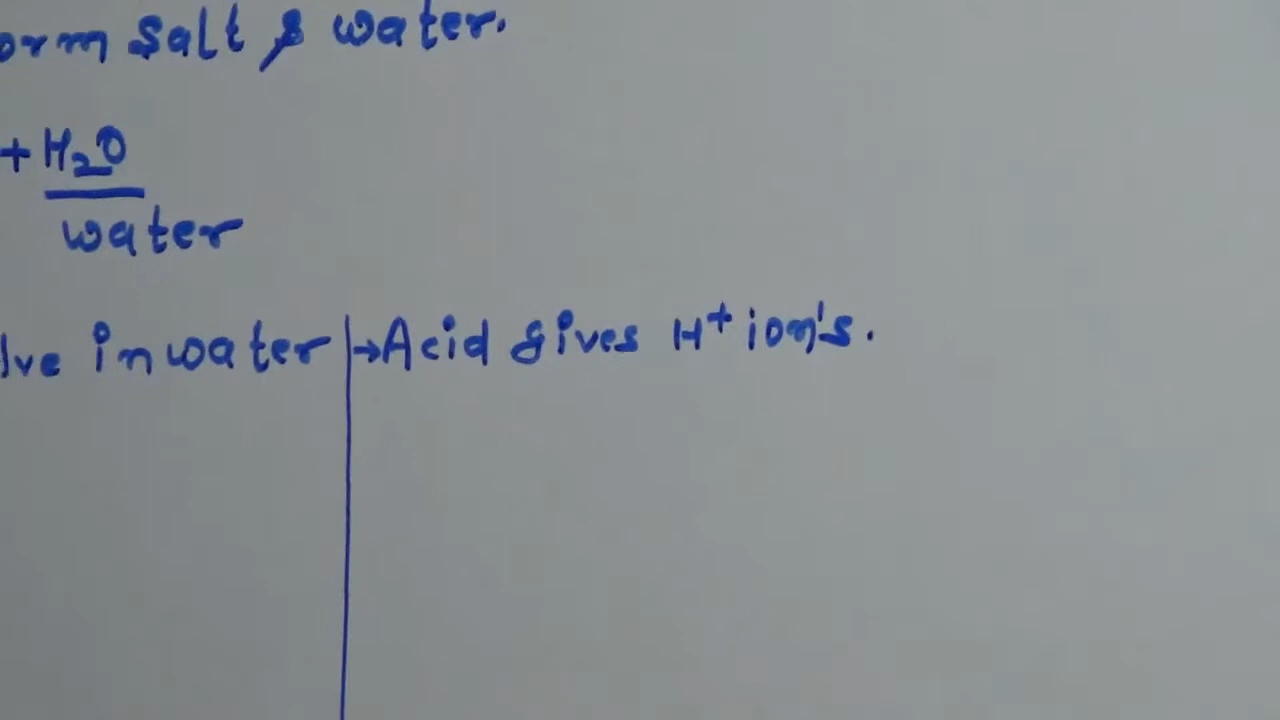 orm salt & water.
+ H₂O
water
lve in water → Acid gives H⁺ ion's.